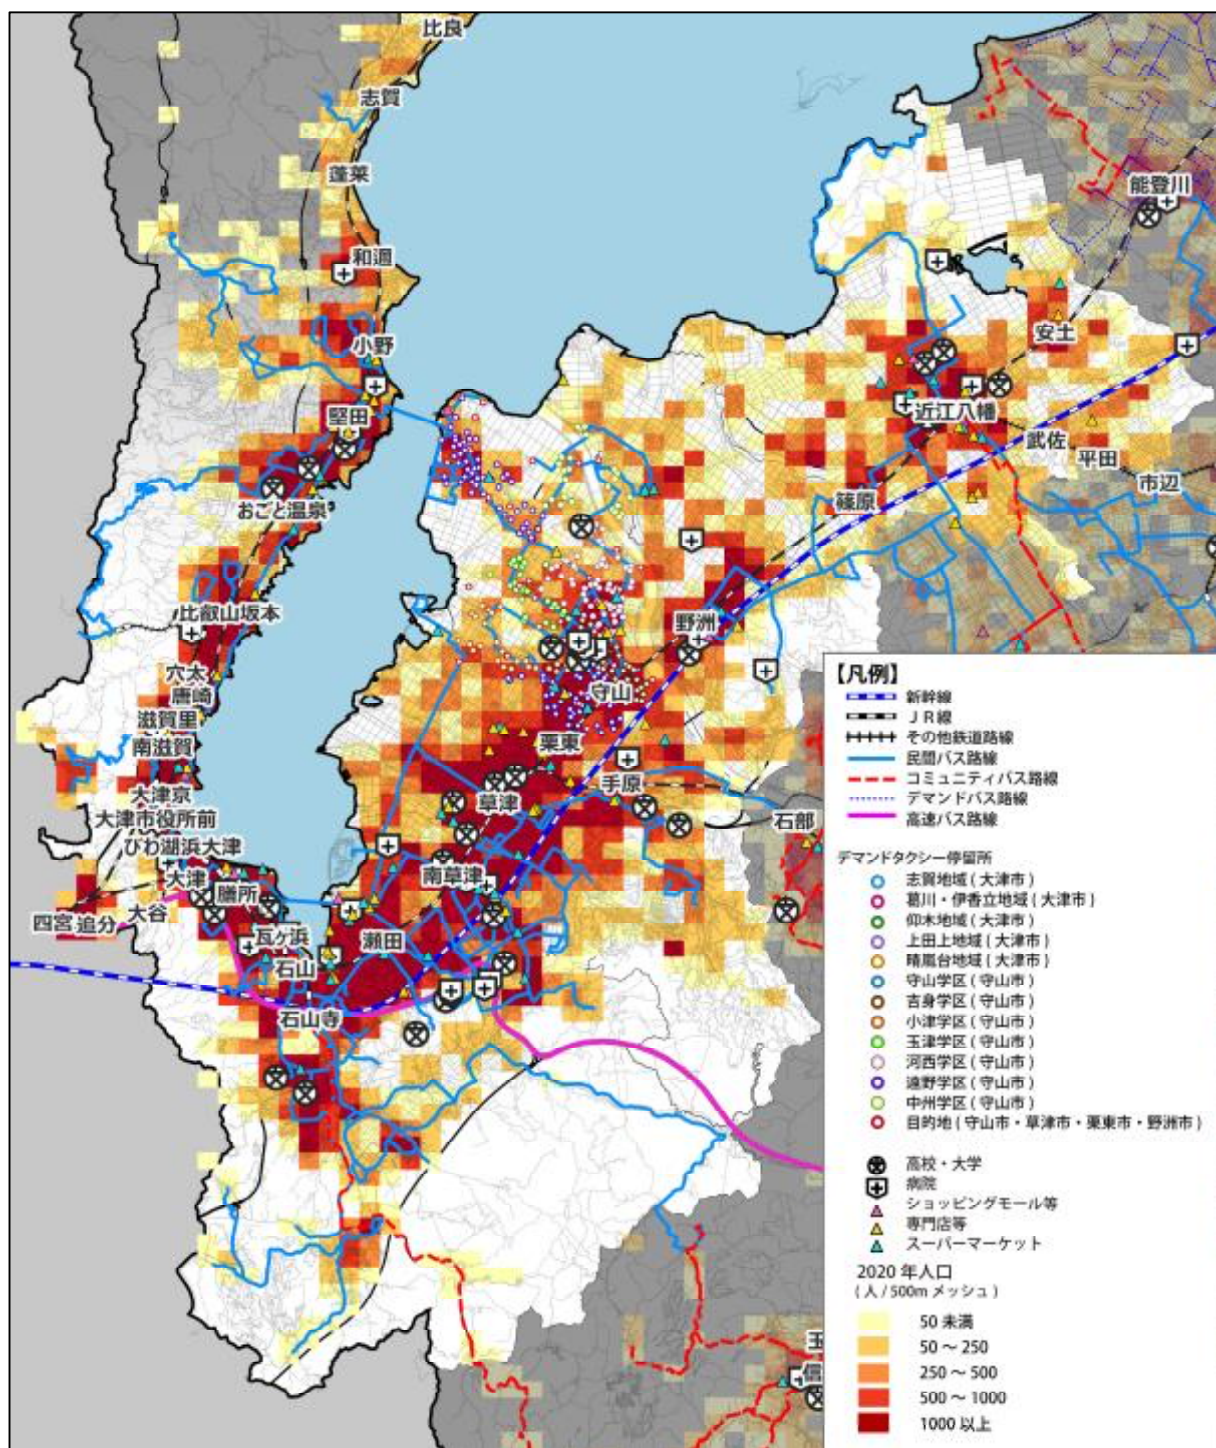 比良
志賀
蓬莱
和邇
小野
堅田
おごと温泉
比叡山坂本
穴太
唐崎
滋賀里
南滋賀
大津京
大津市役所前
びわ湖浜大津
大津
膳所
大谷
四宮
追分
瓦ヶ浜
石山
石山寺
瀬田
南草津
草津
栗東
手原
石部
守山
野洲
篠原
近江八幡
武佐
平田
市辺
安土
能登川
玉
信
【凡例】
新幹線
JR線
その他鉄道路線
民間バス路線
コミュニティバス路線
デマンドバス路線
高速バス路線
デマンドタクシー停留所
志賀地域(大津市)
葛川・伊香立地域(大津市)
仰木地域(大津市)
上田上地域(大津市)
晴嵐台地域(大津市)
守山学区(守山市)
吉身学区(守山市)
小津学区(守山市)
玉津学区(守山市)
河西学区(守山市)
速野学区(守山市)
中洲学区(守山市)
目的地(守山市・草津市・栗東市・野洲市)
高校・大学
病院
ショッピングモール等
専門店等
スーパーマーケット
2020年人口
(人/500mメッシュ)
50未満
50～250
250～500
500～1000
1000以上